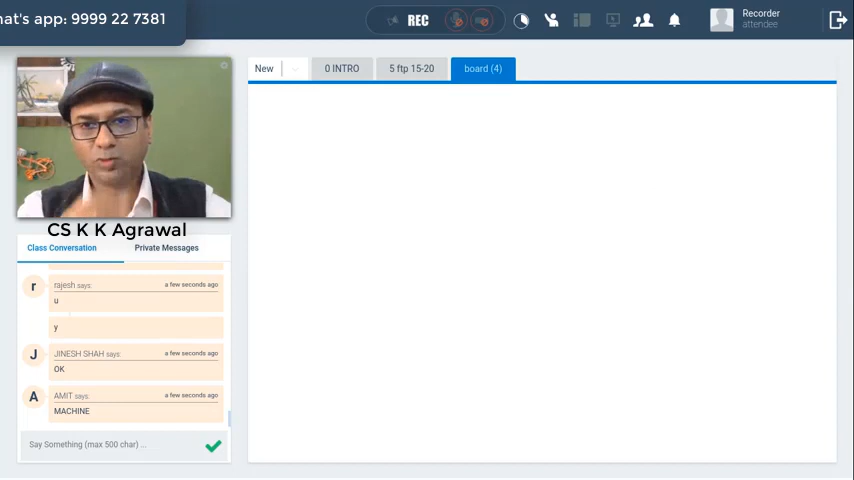 hat's app: 9999 22 7381
REC
Recorder
attendee
New
0 INTRO
5 ftp 15-20
board (4)
CS K K Agrawal
Class Conversation
Private Messages
r
rajesh says:
a few seconds ago
u
y
J
JINESH SHAH says:
a few seconds ago
OK
A
AMIT says:
a few seconds ago
MACHINE
Say Something (max 500 char) ...